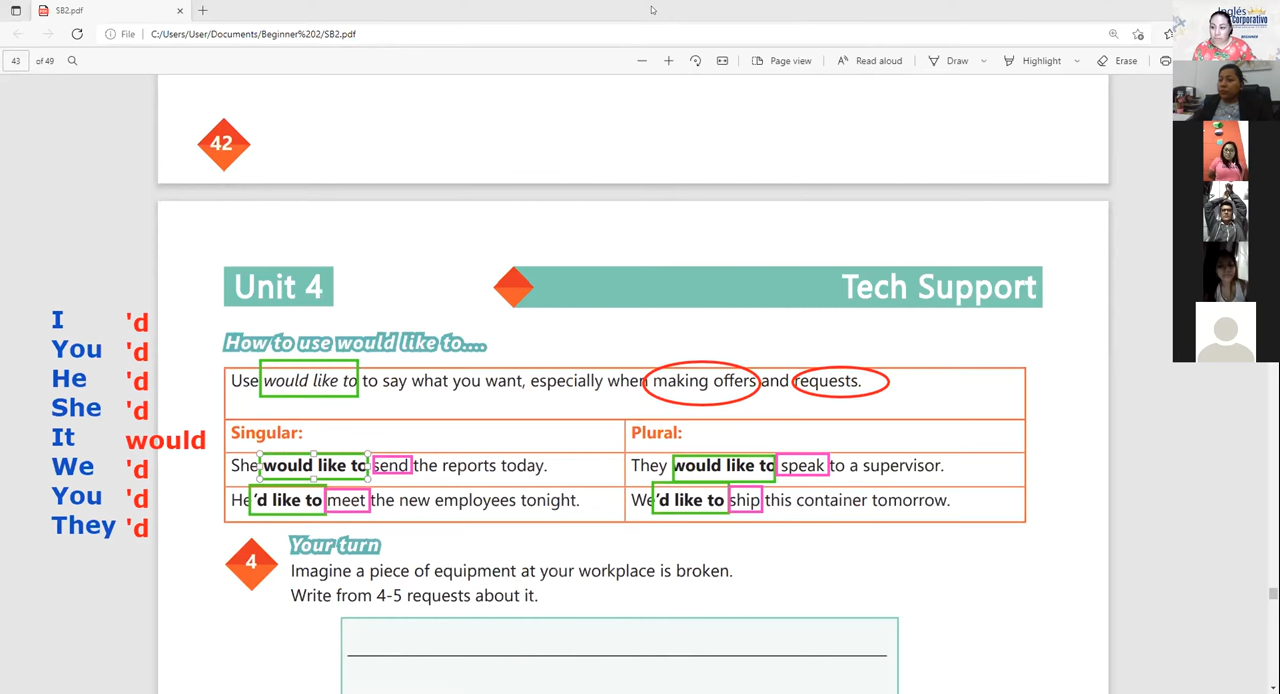 SB2.pdf
File C:/Users/User/Documents/Beginner%202/SB2.pdf
43 of 49 Page view Read aloud Draw Highlight Erase
Inglés
Corporativo
BEGINNER
42
Unit 4 Tech Support
How to use would like to....
Use would like to to say what you want, especially when making offers and requests.
Singular: Plural:
She would like to send the reports today. They would like to speak to a supervisor.
He 'd like to meet the new employees tonight. We 'd like to ship this container tomorrow.
I 'd
You 'd
He 'd
She 'd
It would
We 'd
You 'd
They 'd
4 Your turn
Imagine a piece of equipment at your workplace is broken.
Write from 4-5 requests about it.